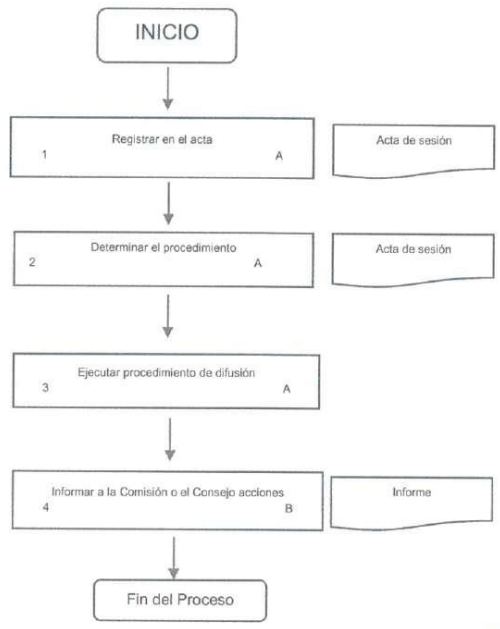 INICIO
Registrar en el acta
1 A
Acta de sesión
Determinar el procedimiento
2 A
Acta de sesión
Ejecutar procedimiento de difusión
3 A
Informar a la Comisión o el Consejo acciones
4 B
Informe
Fin del Proceso